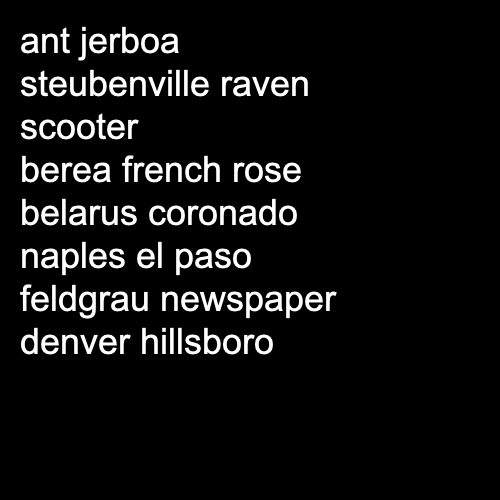 ant jerboa
steubenville raven
scooter
berea french rose
belarus coronado
naples el paso
feldgrau newspaper
denver hillsboro